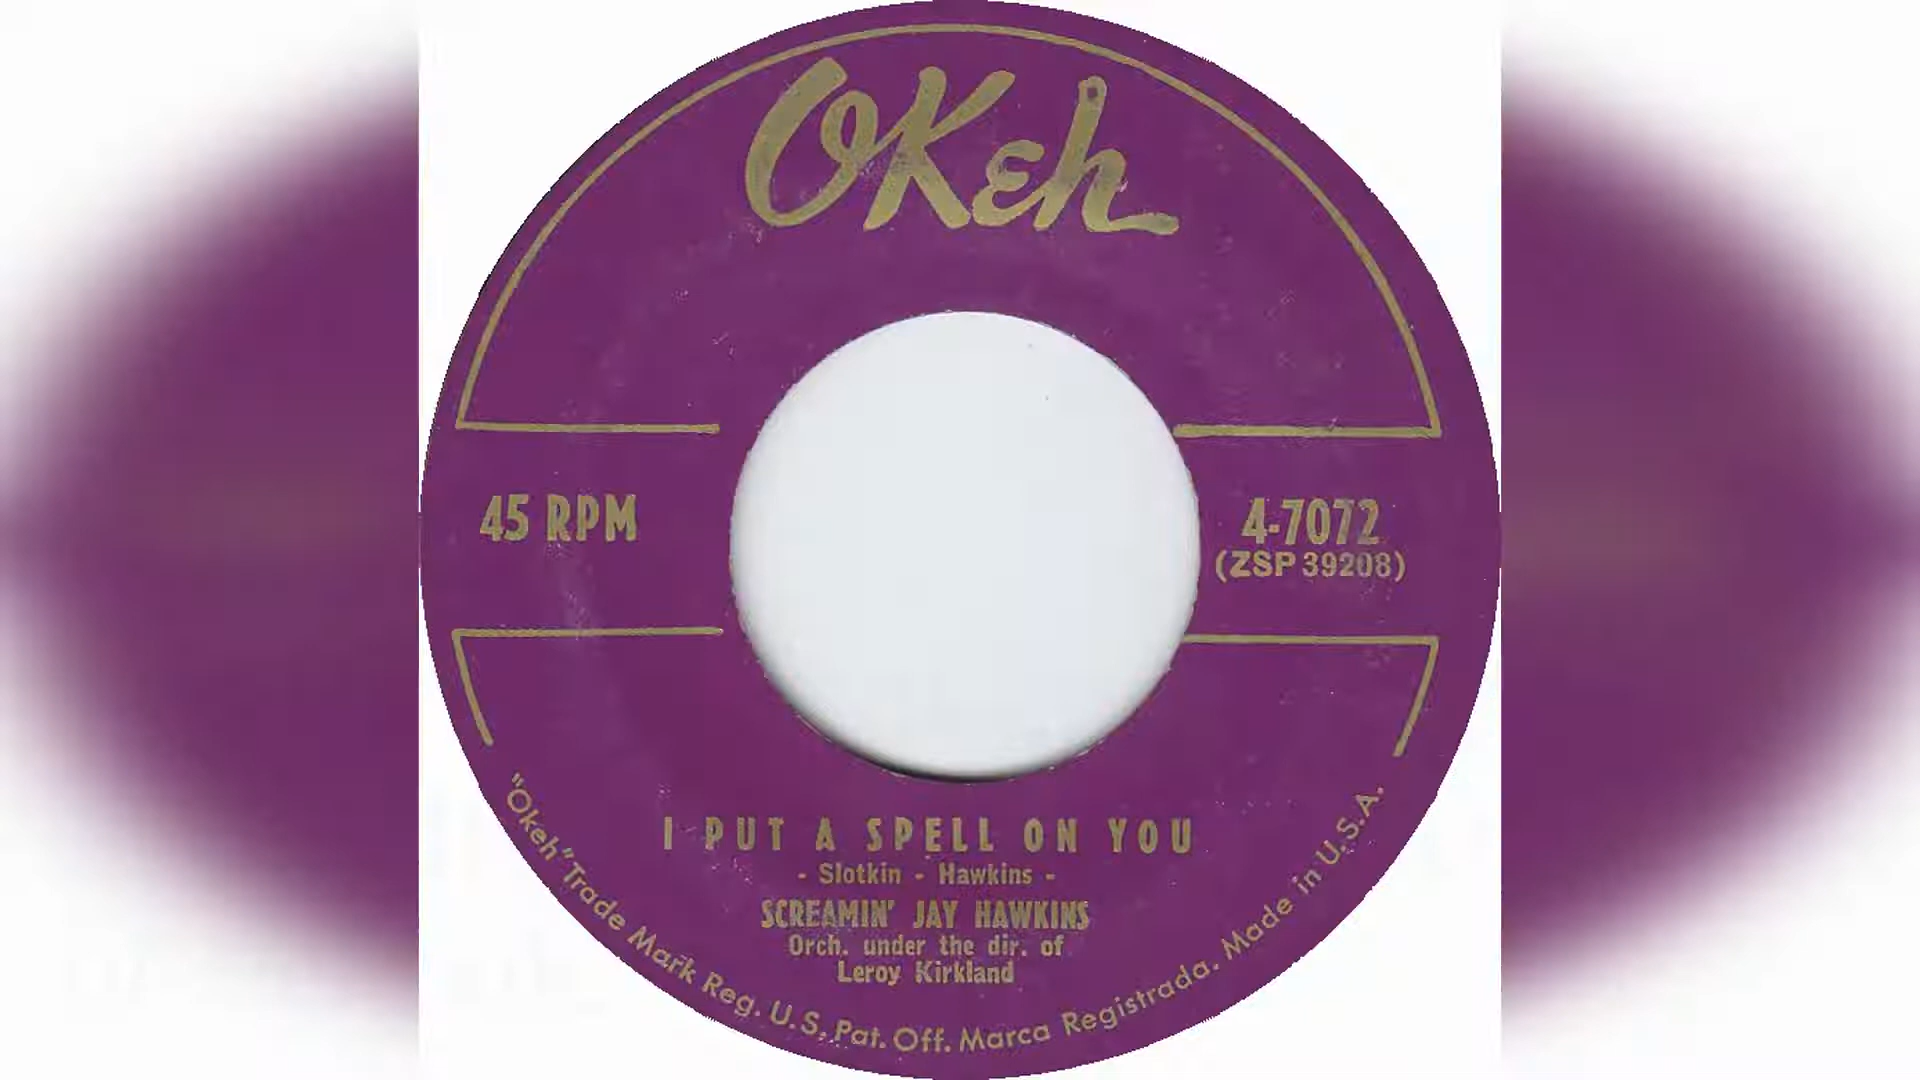 OKeh
45 RPM
4-7072
(ZSP 39208)
I PUT A SPELL ON YOU
- Slotkin - Hawkins -
SCREAMIN' JAY HAWKINS
Orch. under the dir. of
Leroy Kirkland
"Okeh" Trade Mark Reg. U.S. Pat. Off. Marca Registrada. Made in U.S.A.